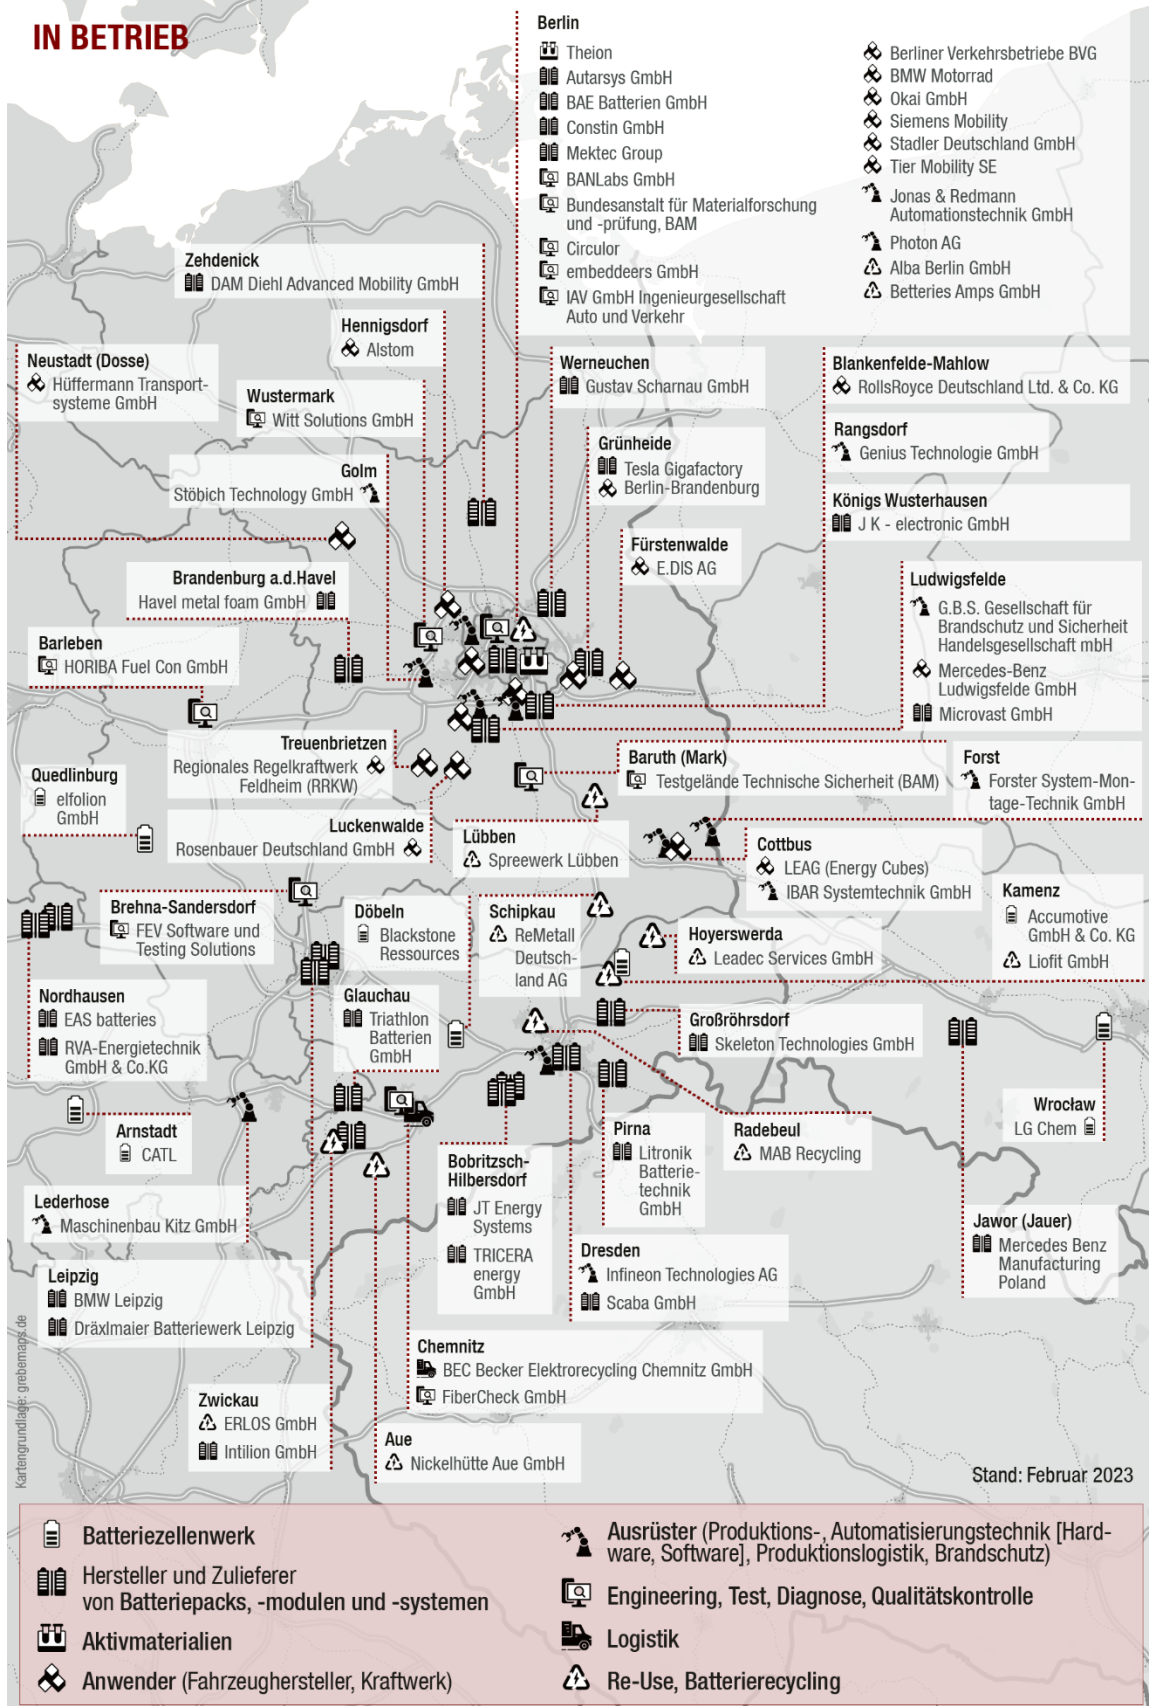 IN BETRIEB
Berlin
Theion
Autarsys GmbH
BAE Batterien GmbH
Constin GmbH
Mektec Group
BANLabs GmbH
Bundesanstalt für Materialforschung
und -prüfung, BAM
Circulor
embeddeers GmbH
IAV GmbH Ingenieurgesellschaft
Auto und Verkehr
Berliner Verkehrsbetriebe BVG
BMW Motorrad
Okai GmbH
Siemens Mobility
Stadler Deutschland GmbH
Tier Mobility SE
Jonas & Redmann
Automationstechnik GmbH
Photon AG
Alba Berlin GmbH
Betteries Amps GmbH
Zehdenick
DAM Diehl Advanced Mobility GmbH
Hennigsdorf
Alstom
Neustadt (Dosse)
Hüffermann Transport-
systeme GmbH
Wustermark
Witt Solutions GmbH
Werneuchen
Gustav Scharnau GmbH
Blankenfelde-Mahlow
RollsRoyce Deutschland Ltd. & Co. KG
Rangsdorf
Genius Technologie GmbH
Grünheide
Tesla Gigafactory
Berlin-Brandenburg
Golm
Stöbich Technology GmbH
Königs Wusterhausen
J K - electronic GmbH
Fürstenwalde
E.DIS AG
Brandenburg a.d.Havel
Havel metal foam GmbH
Ludwigsfelde
G.B.S. Gesellschaft für
Brandschutz und Sicherheit
Handelsgesellschaft mbH
Mercedes-Benz
Ludwigsfelde GmbH
Microvast GmbH
Barleben
HORIBA Fuel Con GmbH
Treuenbrietzen
Regionales Regelkraftwerk
Feldheim (RRKW)
Baruth (Mark)
Testgelände Technische Sicherheit (BAM)
Forst
Forster System-Mon-
tage-Technik GmbH
Quedlinburg
elfolion
GmbH
Luckenwalde
Rosenbauer Deutschland GmbH
Lübben
Spreewerk Lübben
Cottbus
LEAG (Energy Cubes)
IBAR Systemtechnik GmbH
Kamenz
Accumotive
GmbH & Co. KG
Liofit GmbH
Brehna-Sandersdorf
FEV Software und
Testing Solutions
Döbeln
Blackstone
Ressources
Schipkau
ReMetall
Deutsch-
land AG
Hoyerswerda
Leadec Services GmbH
Nordhausen
EAS batteries
RVA-Energietechnik
GmbH & Co.KG
Glauchau
Triathlon
Batterien
GmbH
Großröhrsdorf
Skeleton Technologies GmbH
Wrocław
LG Chem
Arnstadt
CATL
Pirna
Litronik
Batterie-
technik
GmbH
Radebeul
MAB Recycling
Bobritzsch-
Hilbersdorf
JT Energy
Systems
TRICERA
energy
GmbH
Lederhose
Maschinenbau Kitz GmbH
Jawor (Jauer)
Mercedes Benz
Manufacturing
Poland
Dresden
Infineon Technologies AG
Scaba GmbH
Leipzig
BMW Leipzig
Dräxlmaier Batteriewerk Leipzig
Chemnitz
BEC Becker Elektrorecycling Chemnitz GmbH
FiberCheck GmbH
Zwickau
ERLOS GmbH
Intilion GmbH
Aue
Nickelhütte Aue GmbH
Kartengrundlage: grebemaps.de
Stand: Februar 2023
Batteriezellenwerk
Hersteller und Zulieferer
von Batteriepacks, -modulen und -systemen
Aktivmaterialien
Anwender (Fahrzeughersteller, Kraftwerk)
Ausrüster (Produktions-, Automatisierungstechnik [Hard-
ware, Software], Produktionslogistik, Brandschutz)
Engineering, Test, Diagnose, Qualitätskontrolle
Logistik
Re-Use, Batterierecycling